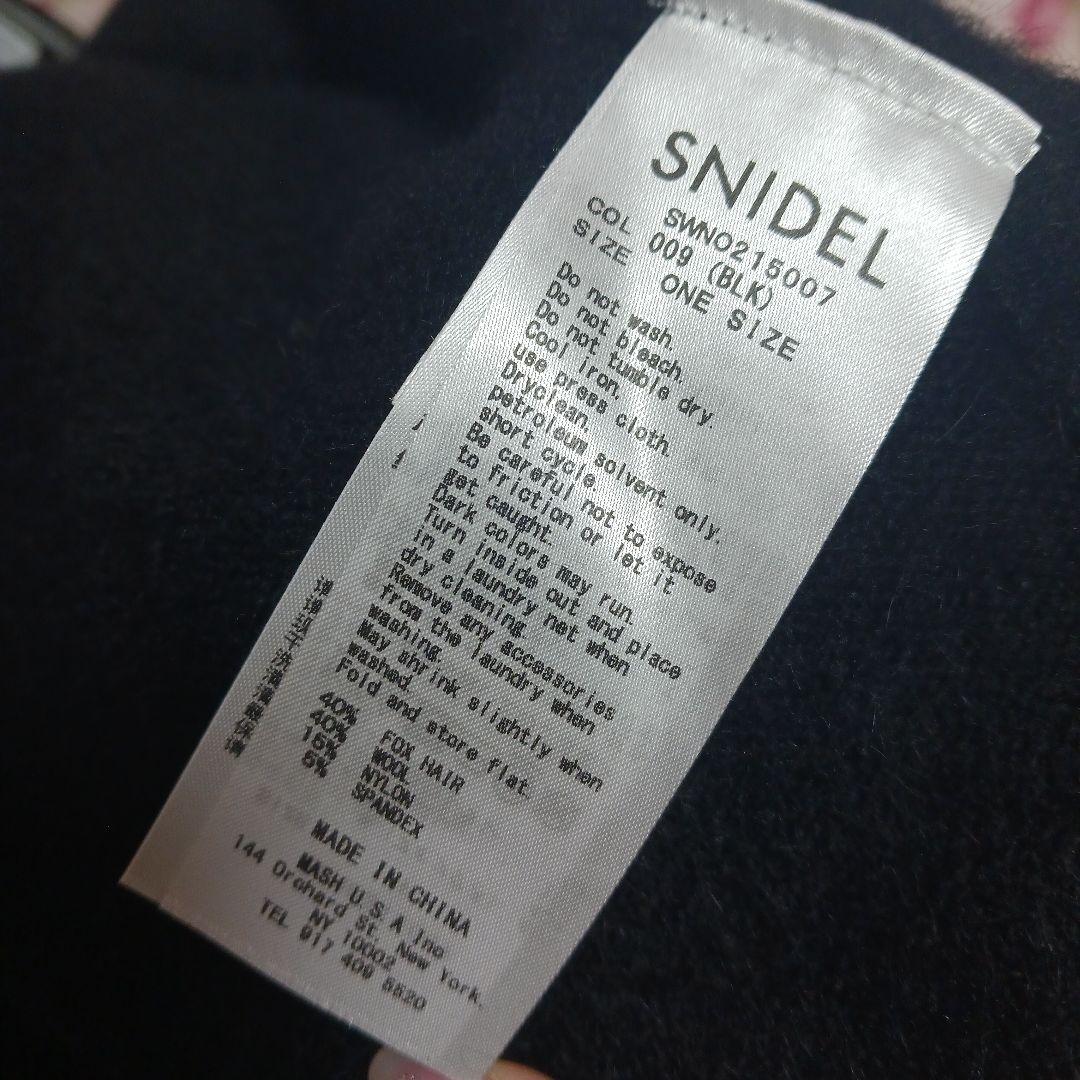 SNIDEL
SWNO215007
COL 009 (BLK)
SIZE ONE SIZE
Do not wash.
Do not bleach.
Do not tumble dry.
Cool iron.
use press cloth.
Dryclean.
petroleum solvent only.
short cycle.
Be careful not to expose
to friction or let it
get caught.
Dark colors may run.
Turn inside out and place
in a laundry net when
dry cleaning.
Remove any accessories
from the laundry when
washing.
May shrink slightly when
washed.
Fold and store flat.
40% FOX HAIR
40% WOOL
15% NYLON
5% SPANDEX
MADE IN CHINA
MASH U S A Inc
144 Orchard St. New York.
NY 10002
TEL 917 409 5520